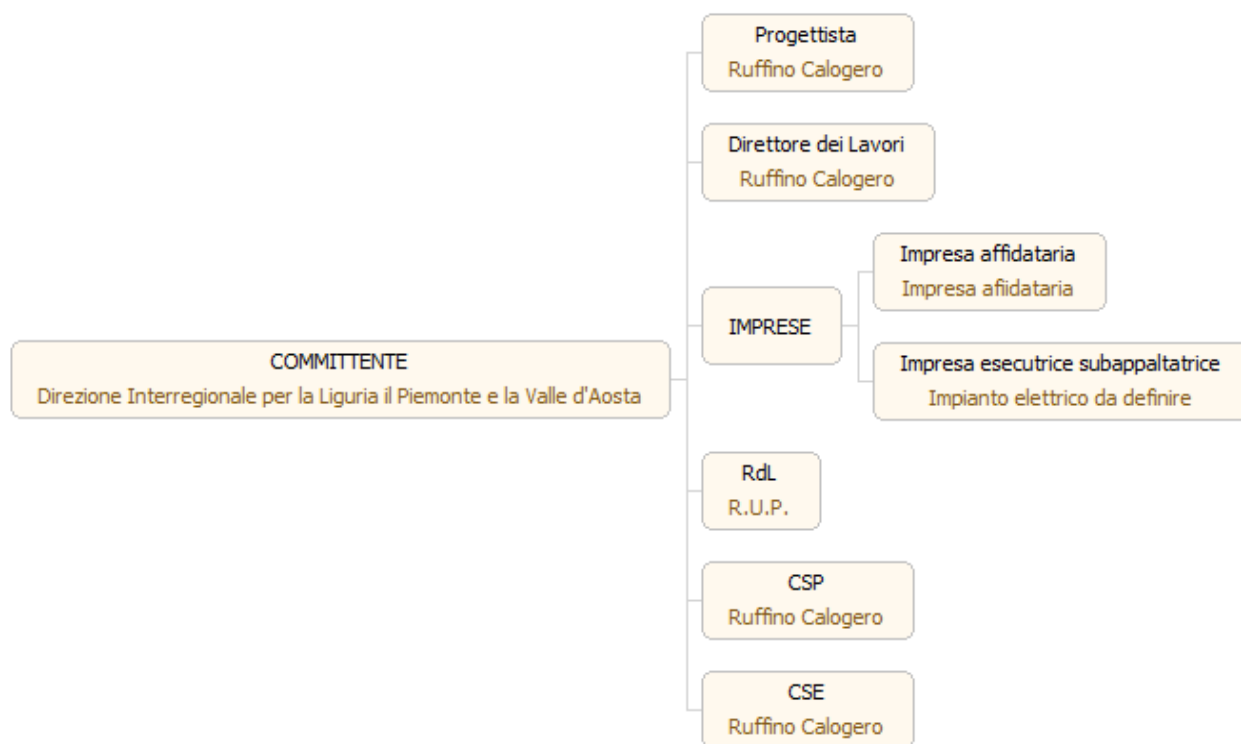 Progettista
Ruffino Calogero
Direttore dei Lavori
Ruffino Calogero
Impresa affidataria
Impresa afiidataria
IMPRESE
COMMITTENTE
Direzione Interregionale per la Liguria il Piemonte e la Valle d'Aosta
Impresa esecutrice subappaltatrice
Impianto elettrico da definire
RdL
R.U.P.
CSP
Ruffino Calogero
CSE
Ruffino Calogero